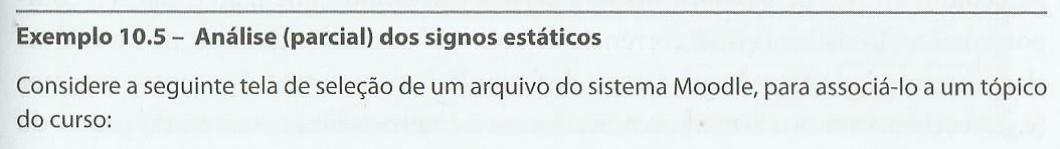 Exemplo 10.5 – Análise (parcial) dos signos estáticos
Considere a seguinte tela de seleção de um arquivo do sistema Moodle, para associá-lo a um tópico
do curso: